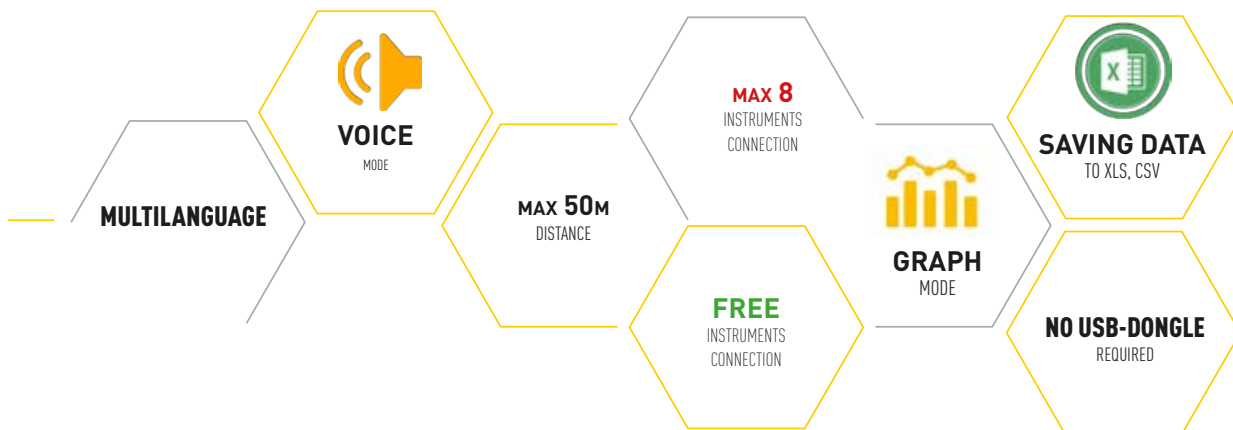 MULTILANGUAGE
VOICE
MODE
MAX 50M
DISTANCE
MAX 8
INSTRUMENTS
CONNECTION
FREE
INSTRUMENTS
CONNECTION
GRAPH
MODE
X
SAVING DATA
TO XLS, CSV
NO USB-DONGLE
REQUIRED